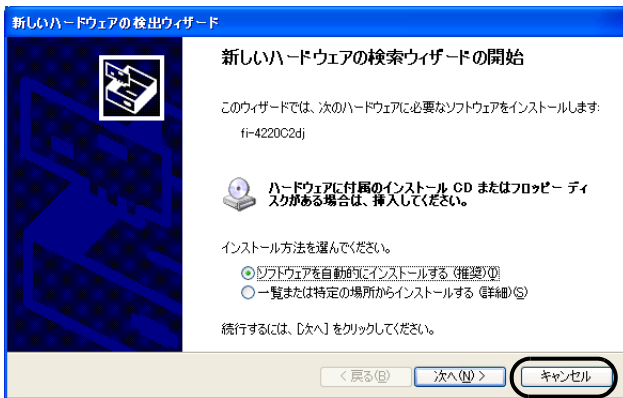 新しいハードウェアの検出ウィザード
新しいハードウェアの検索ウィザードの開始
このウィザードでは、次のハードウェアに必要なソフトウェアをインストールします:
fi-4220C2dj
ハードウェアに付属のインストール CD またはフロッピー ディ
スクがある場合は、挿入してください。
インストール方法を選んでください。
ソフトウェアを自動的にインストールする (推奨)(I)
一覧または特定の場所からインストールする (詳細)(S)
続行するには、[次へ] をクリックしてください。
< 戻る(B) 次へ(N) > キャンセル